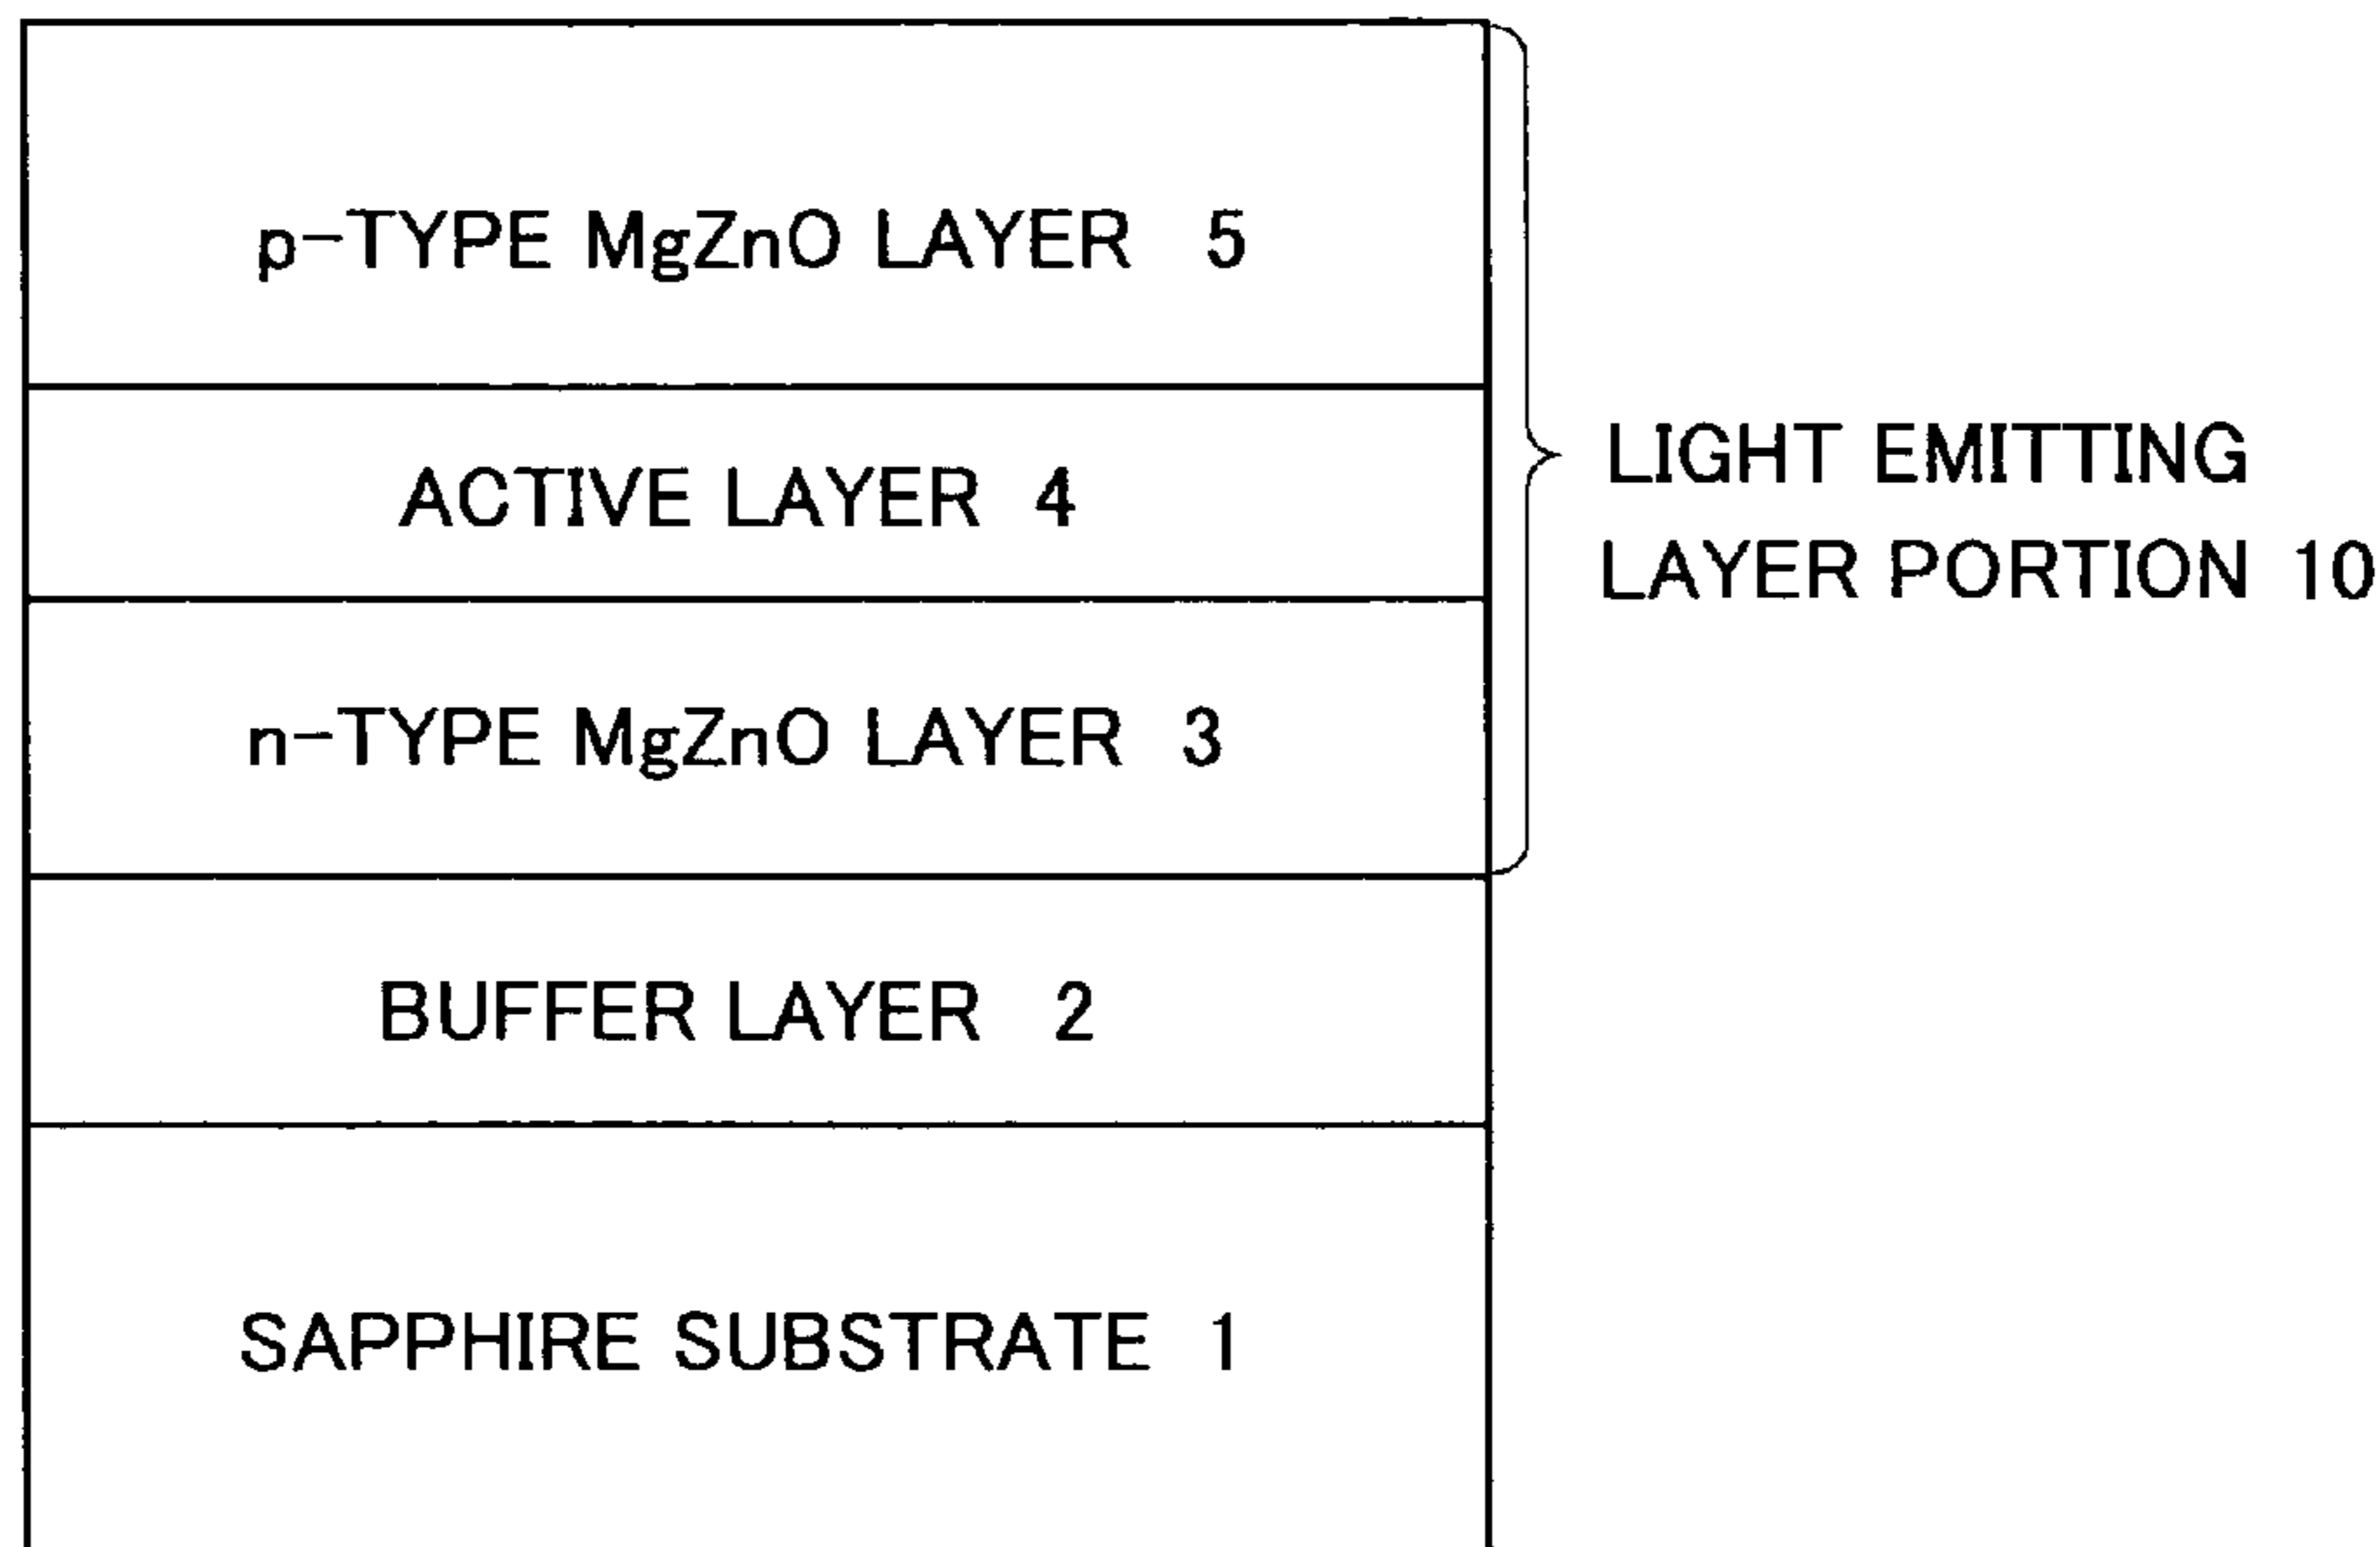 p-TYPE MgZnO LAYER 5
ACTIVE LAYER 4
LIGHT EMITTING
LAYER PORTION 10
n-TYPE MgZnO LAYER 3
BUFFER LAYER 2
SAPPHIRE SUBSTRATE 1